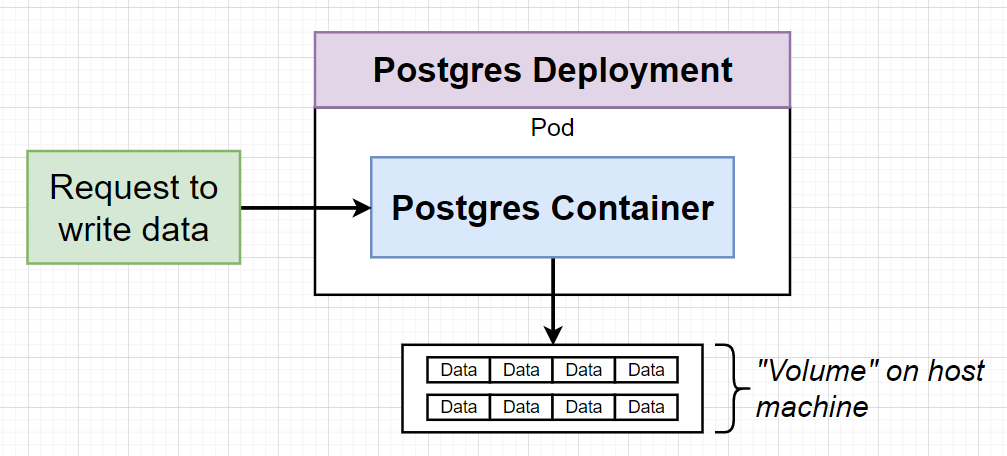 Postgres Deployment
Pod
Request to
write data
Postgres Container
Data Data Data Data
Data Data Data Data
"Volume" on host
machine